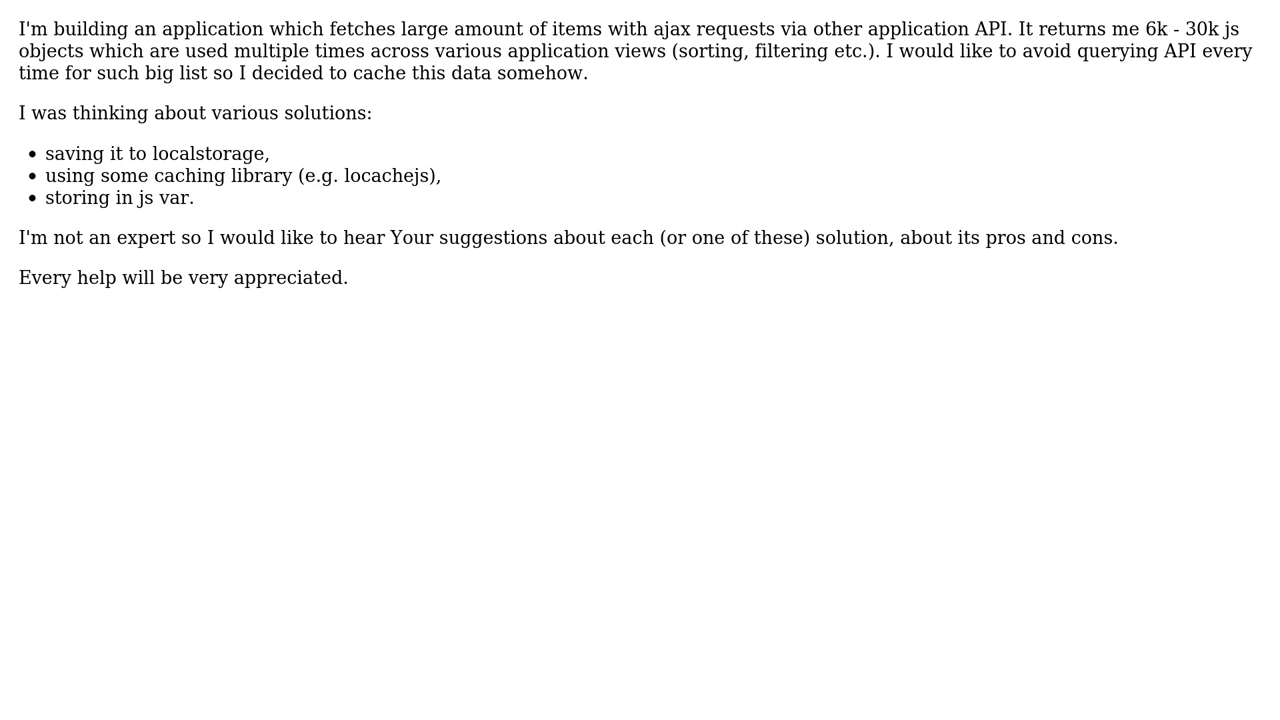 I'm building an application which fetches large amount of items with ajax requests via other application API. It returns me 6k - 30k js
objects which are used multiple times across various application views (sorting, filtering etc.). I would like to avoid querying API every
time for such big list so I decided to cache this data somehow.
I was thinking about various solutions:
• saving it to localstorage,
• using some caching library (e.g. locachejs),
• storing in js var.
I'm not an expert so I would like to hear Your suggestions about each (or one of these) solution, about its pros and cons.
Every help will be very appreciated.